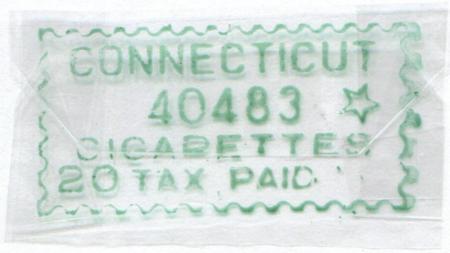 CONNECTICUT
40483
CIGARETTES
20 TAX PAID